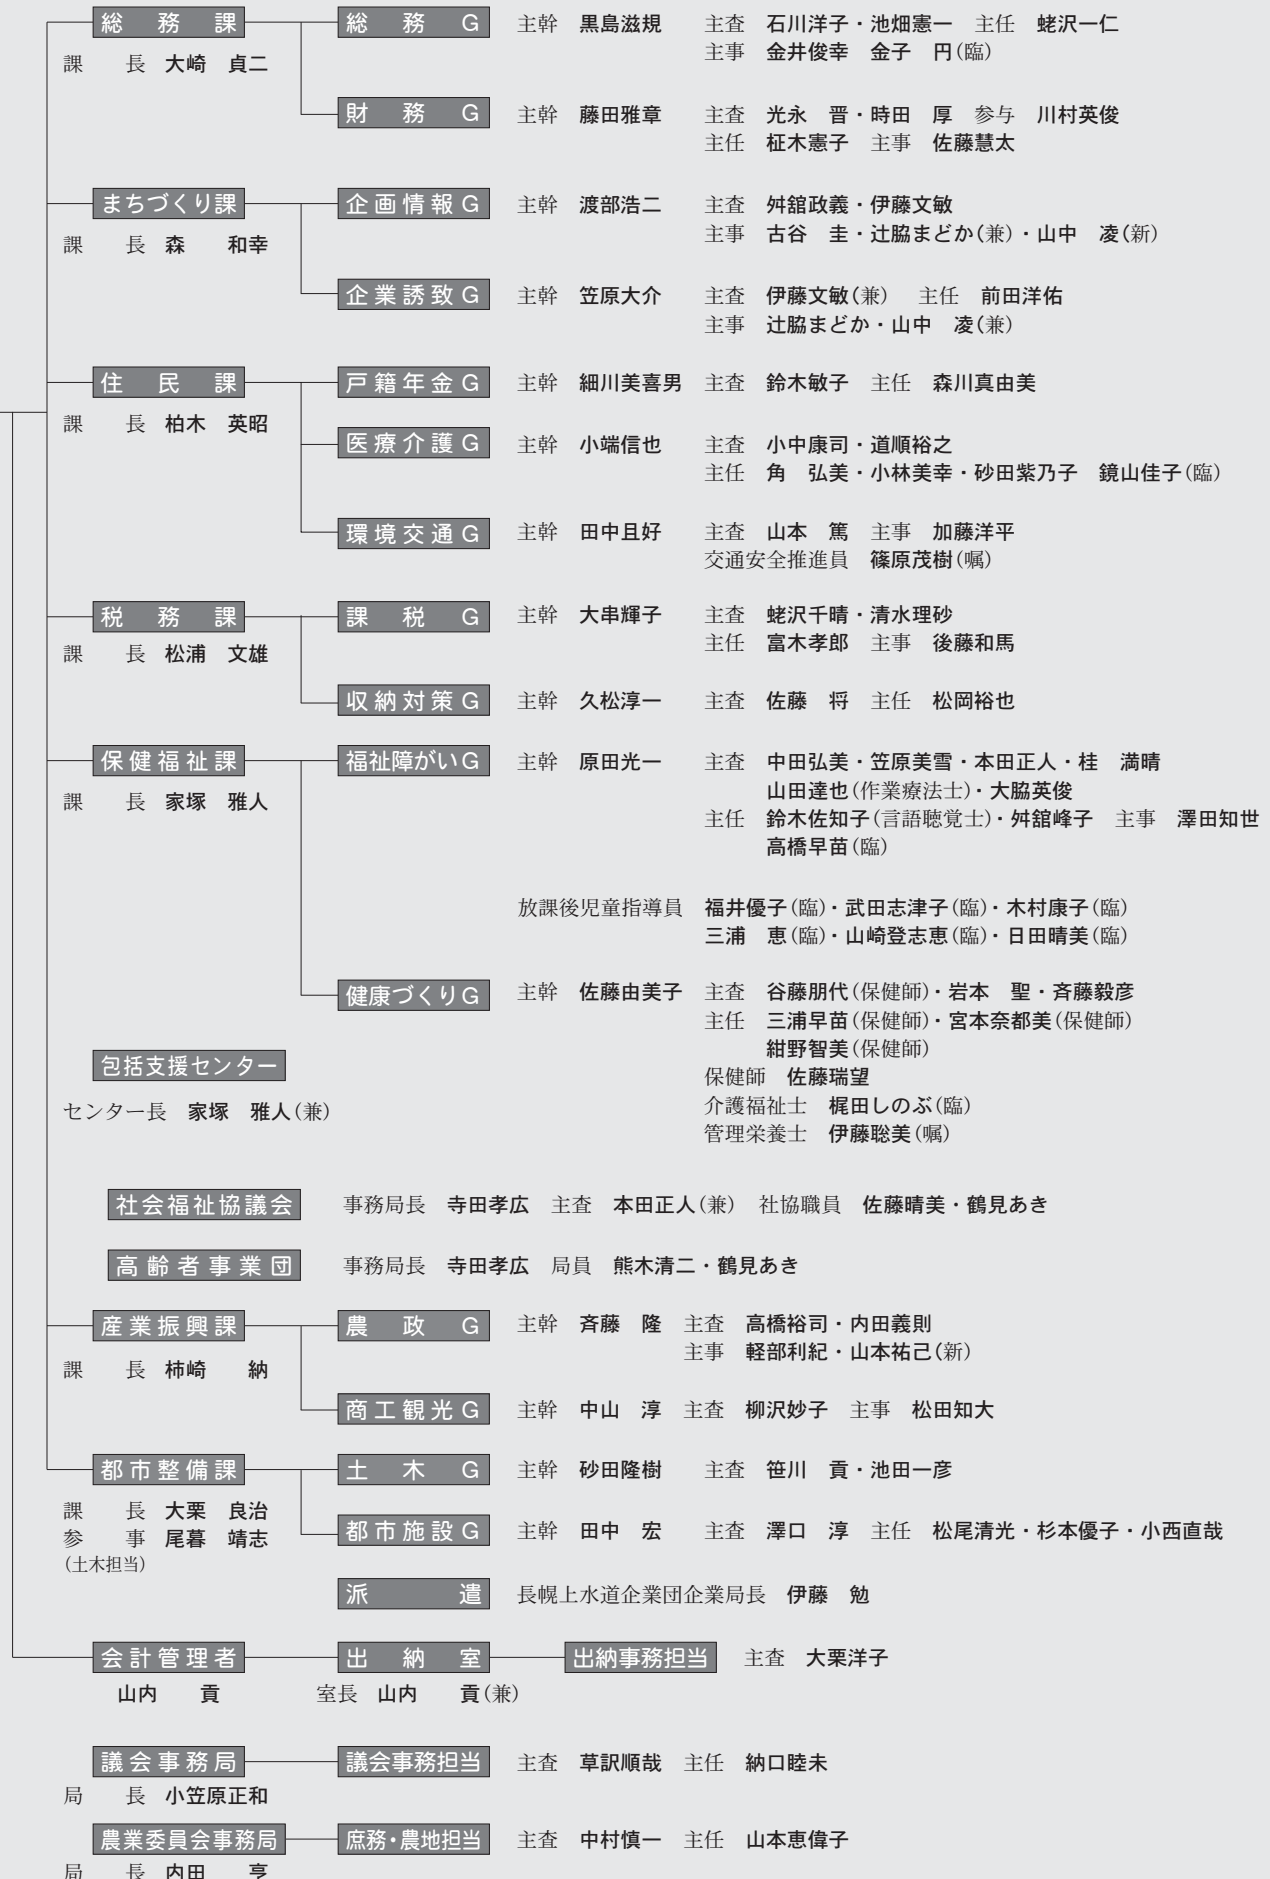 総務課　総務G　主幹　黒島滋規　主査　石川洋子・池畑憲一　主任　蛯沢一仁
課　長　大崎　貞二　主事　金井俊幸　金子　円(臨)
財務G　主幹　藤田雅章　主査　光永　晋・時田　厚　参与　川村英俊
主任　柾木憲子　主事　佐藤慧太
まちづくり課　企画情報G　主幹　渡部浩二　主査　舛舘政義・伊藤文敏
課　長　森　和幸　主事　古谷　圭・辻脇まどか(兼)・山中　凌(新)
企業誘致G　主幹　笠原大介　主査　伊藤文敏(兼)　主任　前田洋佑
主事　辻脇まどか・山中　凌(兼)
住民課　戸籍年金G　主幹　細川美喜男　主査　鈴木敏子　主任　森川真由美
課　長　柏木　英昭
医療介護G　主幹　小端信也　主査　小中康司・道順裕之
主任　角　弘美・小林美幸・砂田紫乃子　鏡山佳子(臨)
環境交通G　主幹　田中且好　主査　山本　篤　主事　加藤洋平
交通安全推進員　篠原茂樹(嘱)
税務課　課税G　主幹　大串輝子　主査　蛯沢千晴・清水理砂
課　長　松浦　文雄　主任　富木孝郎　主事　後藤和馬
収納対策G　主幹　久松淳一　主査　佐藤　将　主任　松岡裕也
保健福祉課　福祉障がいG　主幹　原田光一　主査　中田弘美・笠原美雪・本田正人・桂　満晴
課　長　家塚　雅人　山田達也(作業療法士)・大脇英俊
主任　鈴木佐知子(言語聴覚士)・舛舘峰子　主事　澤田知世
高橋早苗(臨)
放課後児童指導員　福井優子(臨)・武田志津子(臨)・木村康子(臨)
三浦　恵(臨)・山崎登志恵(臨)・日田晴美(臨)
健康づくりG　主幹　佐藤由美子　主査　谷藤朋代(保健師)・岩本　聖・斉藤毅彦
主任　三浦早苗(保健師)・宮本奈都美(保健師)
紺野智美(保健師)
保健師　佐藤瑞望
介護福祉士　梶田しのぶ(臨)
管理栄養士　伊藤聡美(嘱)
包括支援センター
センター長　家塚　雅人(兼)
社会福祉協議会　事務局長　寺田孝広　主査　本田正人(兼)　社協職員　佐藤晴美・鶴見あき
高齢者事業団　事務局長　寺田孝広　局員　熊木清二・鶴見あき
産業振興課　農政G　主幹　斉藤　隆　主査　高橋裕司・内田義則
課　長　柿崎　納　主事　軽部利紀・山本祐己(新)
商工観光G　主幹　中山　淳　主査　柳沢妙子　主事　松田知大
都市整備課　土木G　主幹　砂田隆樹　主査　笹川　貢・池田一彦
課　長　大栗　良治
参　事　尾暮　靖志
(土木担当)
都市施設G　主幹　田中　宏　主査　澤口　淳　主任　松尾清光・杉本優子・小西直哉
派遣　長幌上水道企業団企業局長　伊藤　勉
会計管理者　出納室　出納事務担当　主査　大栗洋子
山内　貢　室長　山内　貢(兼)
議会事務局　議会事務担当　主査　草訳順哉　主任　納口睦未
局　長　小笠原正和
農業委員会事務局　庶務・農地担当　主査　中村慎一　主任　山本恵偉子
局　長　内田　亨